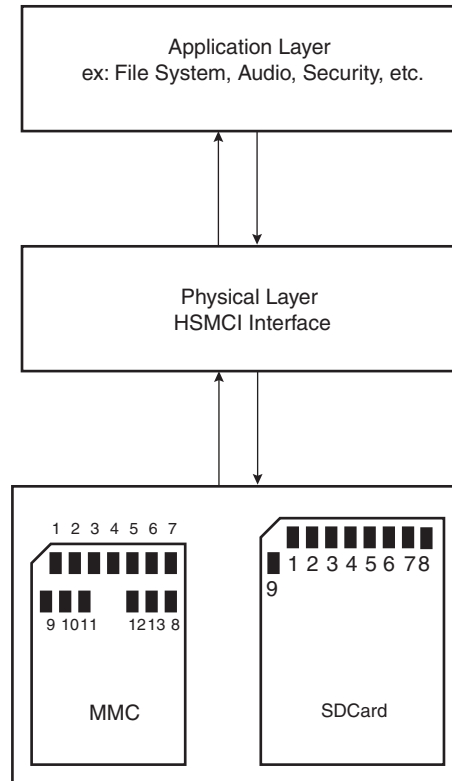 Application Layer
ex: File System, Audio, Security, etc.
Physical Layer
HSMCI Interface
1 2 3 4 5 6 7
9 10 11 12 13 8
MMC
1 2 3 4 5 6 7 8
9
SDCard